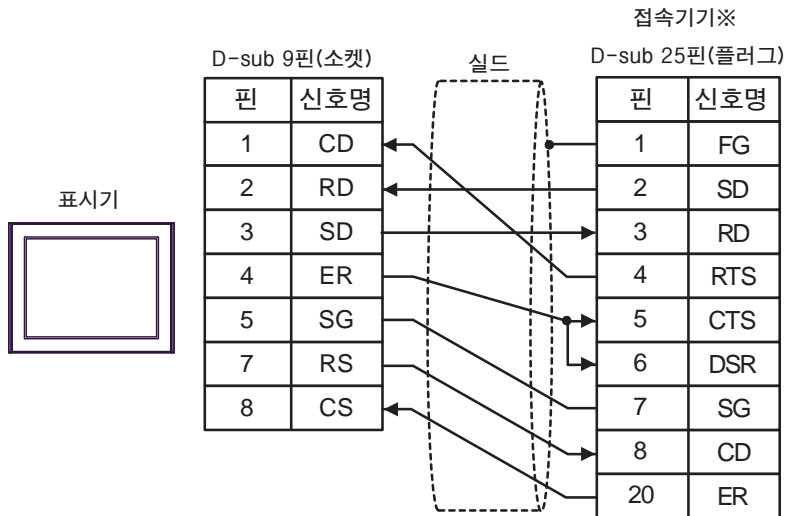 접속기기※
D-sub 9핀(소켓) 실드 D-sub 25핀(플러그)
표시기
핀 신호명
1 CD
2 RD
3 SD
4 ER
5 SG
7 RS
8 CS
핀 신호명
1 FG
2 SD
3 RD
4 RTS
5 CTS
6 DSR
7 SG
8 CD
20 ER